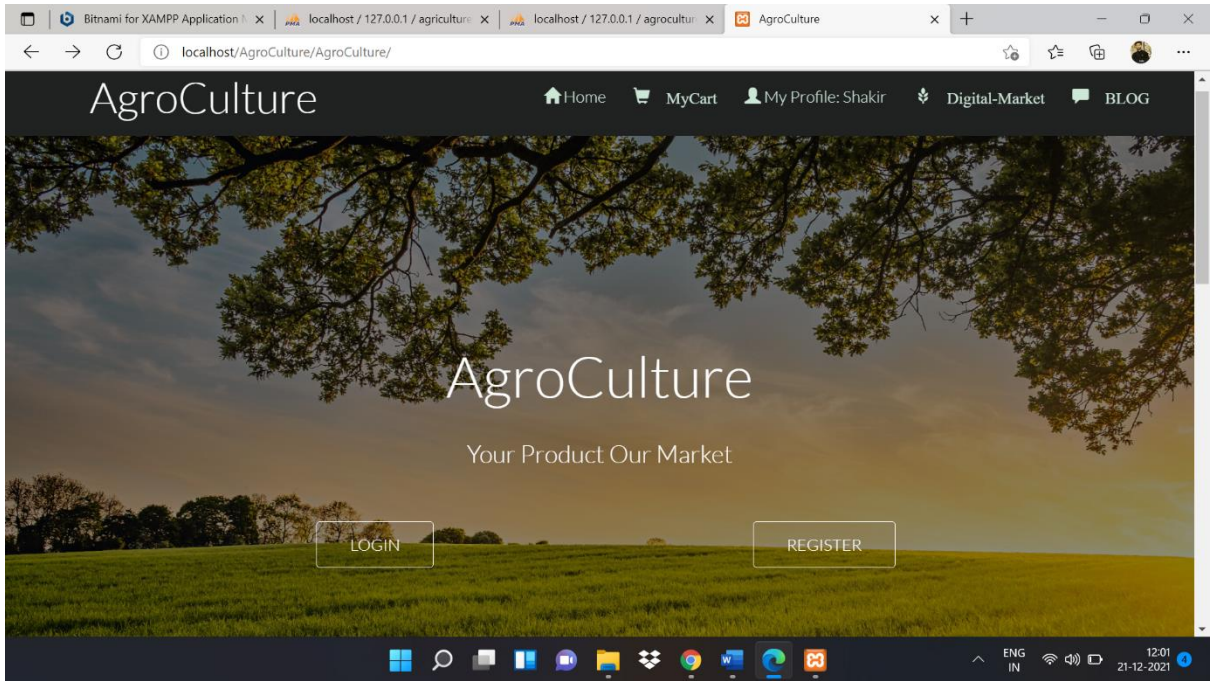 Bitnami for XAMPP Application localhost / 127.0.0.1 / agriculture localhost / 127.0.0.1 / agrocultur AgroCulture
localhost/AgroCulture/AgroCulture/
AgroCulture Home MyCart My Profile: Shakir Digital-Market BLOG
AgroCulture
Your Product Our Market
LOGIN REGISTER
ENG 12:01
IN 21-12-2021 4